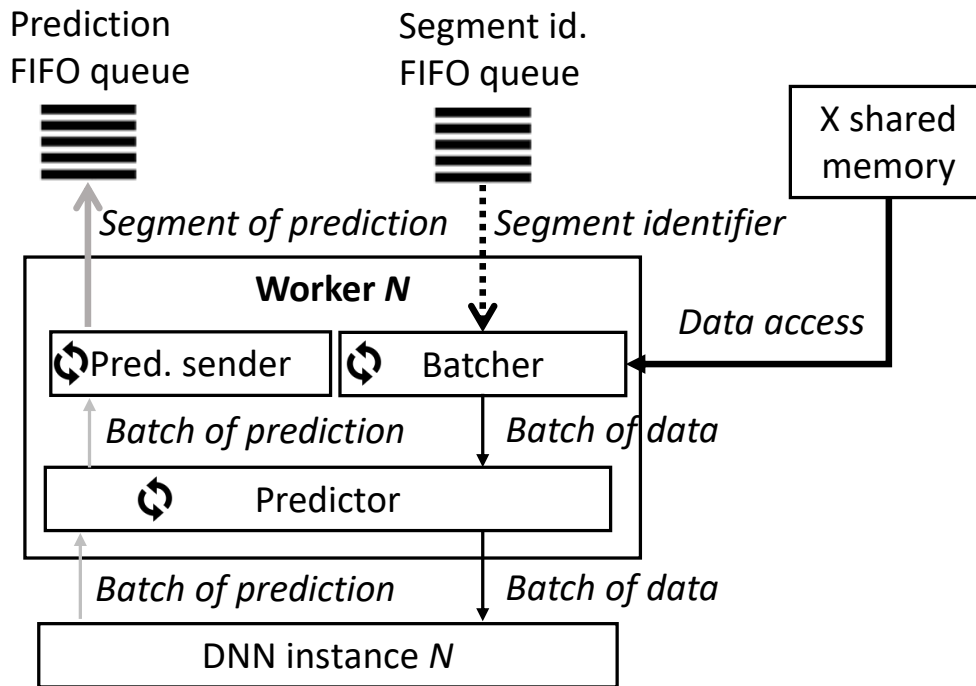 Prediction
FIFO queue
Segment id.
FIFO queue
X shared
memory
Segment of prediction
Segment identifier
Worker N
Data access
Pred. sender
Batcher
Batch of prediction
Batch of data
Predictor
Batch of prediction
Batch of data
DNN instance N